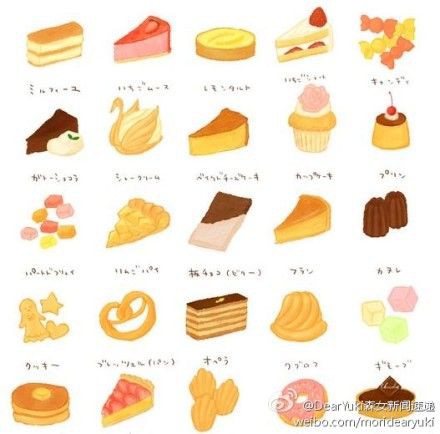 ミルフィーユ いちごムース レモンタルト いちごショート キャンディ
ガトーショコラ シュークリーム ベイクドチーズケーキ カップケーキ プリン
パートドフリュイ りんごパイ 板チョコ(ビター) フラン カヌレ
クッキー プレッツェル(パン) オペラ クグロフ ギモーブ
@DearYuki森女新闻速递
weibo.com/moridearyuki